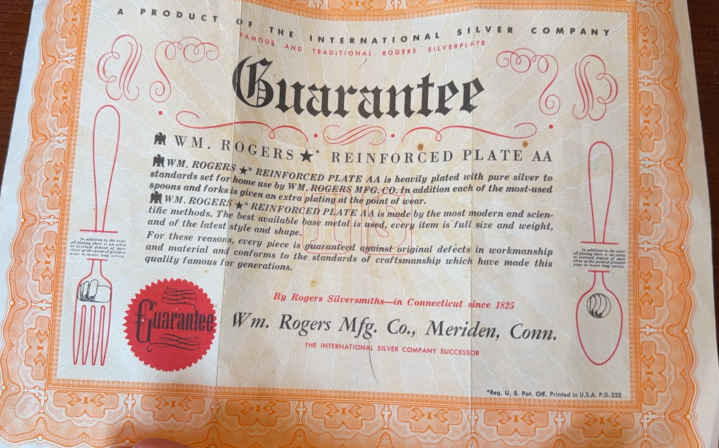 A PRODUCT OF THE INTERNATIONAL SILVER COMPANY
FAMOUS AND TRADITIONAL ROGERS SILVERPLATE
Guarantee
WM. ROGERS ★* REINFORCED PLATE AA
WM. ROGERS ★* REINFORCED PLATE AA is heavily plated with pure silver to
standards set for home use by WM. ROGERS MFG. CO. In addition each of the most-used
spoons and forks is given an extra plating at the point of wear.
WM. ROGERS ★* REINFORCED PLATE AA is made by the most modern and scien-
tific methods. The best available base metal is used, every item is full size and weight,
and of the latest style and shape.
For these reasons, every piece is guaranteed against original defects in workmanship
and material and conforms to the standards of craftsmanship which have made this
quality famous for generations.
Guarantee
By Rogers Silversmiths—in Connecticut since 1825
Wm. Rogers Mfg. Co., Meriden, Conn.
THE INTERNATIONAL SILVER COMPANY SUCCESSOR
*Reg. U. S. Pat. Off. Printed in U.S.A.